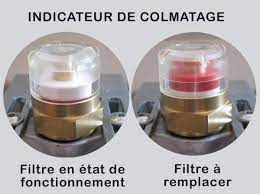 INDICATEUR DE COLMATAGE
Filtre en état de
fonctionnement
Filtre à
remplacer